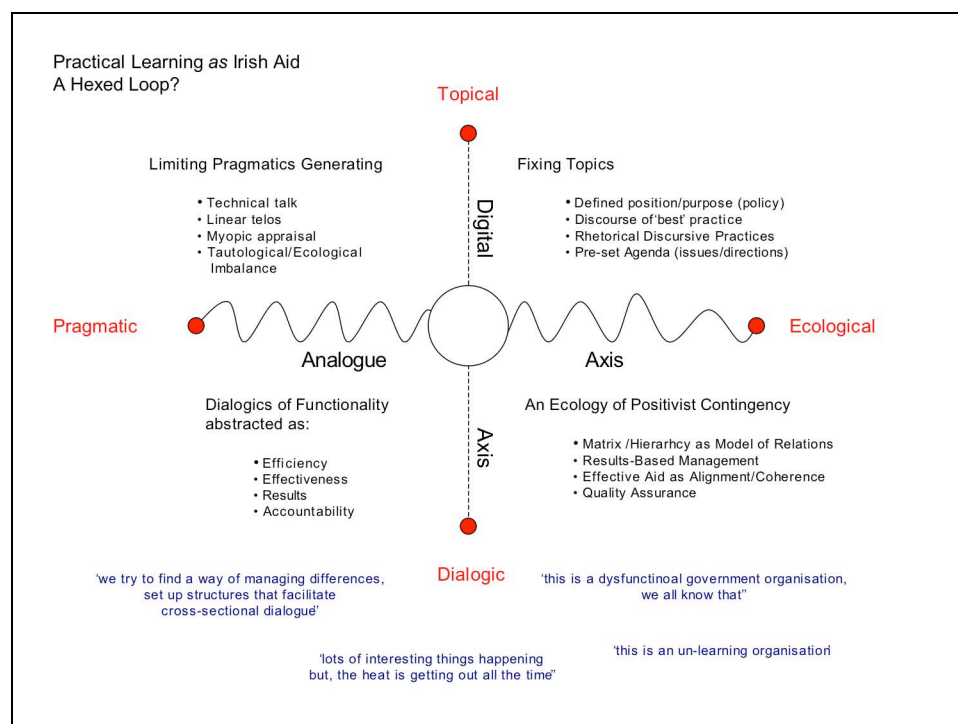 Practical Learning as Irish Aid
A Hexed Loop?
Topical
Limiting Pragmatics Generating
• Technical talk
• Linear telos
• Myopic appraisal
• Tautological/Ecological
Imbalance
Fixing Topics
• Defined position/purpose (policy)
• Discourse of‘best’ practice
• Rhetorical Discursive Practices
• Pre-set Agenda (issues/directions)
Digital
Pragmatic
Ecological
Analogue
Axis
Dialogics of Functionality
abstracted as:
• Efficiency
• Effectiveness
• Results
• Accountability
Axis
An Ecology of Positivist Contingency
• Matrix /Hierarhcy as Model of Relations
• Results-Based Management
• Effective Aid as Alignment/Coherence
• Quality Assurance
Dialogic
‘we try to find a way of managing differences,
set up structures that facilitate
cross-sectional dialogue’’
‘this is a dysfunctinoal government organisation,
we all know that’’
‘lots of interesting things happening
but, the heat is getting out all the time’’
‘this is an un-learning organisation’